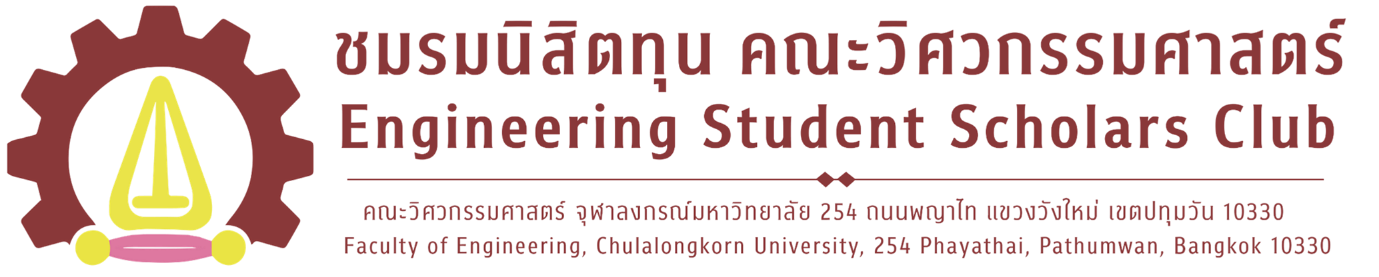 ชมรมนิสิตทุน คณะวิศวกรรมศาสตร์
Engineering Student Scholars Club
คณะวิศวกรรมศาสตร์ จุฬาลงกรณ์มหาวิทยาลัย 254 ถนนพญาไท แขวงวังใหม่ เขตปทุมวัน 10330
Faculty of Engineering, Chulalongkorn University, 254 Phayathai, Pathumwan, Bangkok 10330